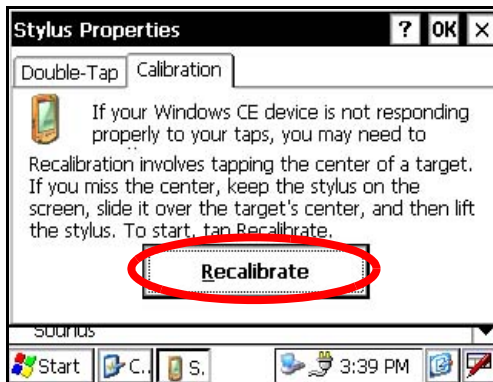 Stylus Properties ? OK ×
Double-Tap Calibration
If your Windows CE device is not responding
properly to your taps, you may need to
Recalibration involves tapping the center of a target.
If you miss the center, keep the stylus on the
screen, slide it over the target's center, and then lift
the stylus. To start, tap Recalibrate.
Recalibrate
Sounds
Start C.. S. 3:39 PM